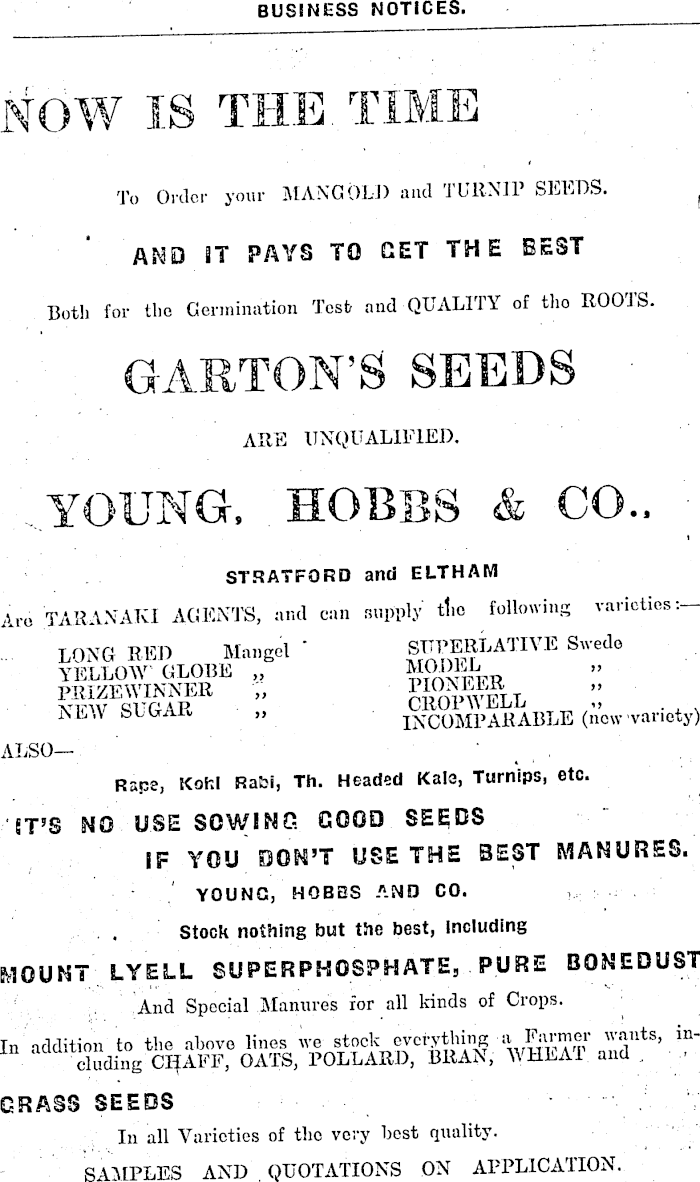 BUSINESS NOTICES.
NOW IS THE TIME
To Order your MANGOLD and TURNIP SEEDS.
AND IT PAYS TO GET THE BEST
Both for the Germination Test and QUALITY of the ROOTS.
GARTON'S SEEDS
ARE UNQUALIFIED.
YOUNG, HOBBS & CO.,
STRATFORD and ELTHAM
Are TARANAKI AGENTS, and can supply the following varieties:—
LONG RED Mangel
YELLOW GLOBE „
PRIZEWINNER „
NEW SUGAR „
SUPERLATIVE Swede
MODEL „
PIONEER „
CROPWELL „
INCOMPARABLE (new variety)
ALSO—
Rape, Kohl Rabi, Th. Headed Kale, Turnips, etc.
IT'S NO USE SOWING GOOD SEEDS
IF YOU DON'T USE THE BEST MANURES.
YOUNG, HOBBS AND CO.
Stock nothing but the best, Including
MOUNT LYELL SUPERPHOSPHATE, PURE BONEDUST
And Special Manures for all kinds of Crops.
In addition to the above lines we stock everything a Farmer wants, in-
cluding CHAFF, OATS, POLLARD, BRAN, WHEAT and
GRASS SEEDS
In all Varieties of the very best quality.
SAMPLES AND QUOTATIONS ON APPLICATION.